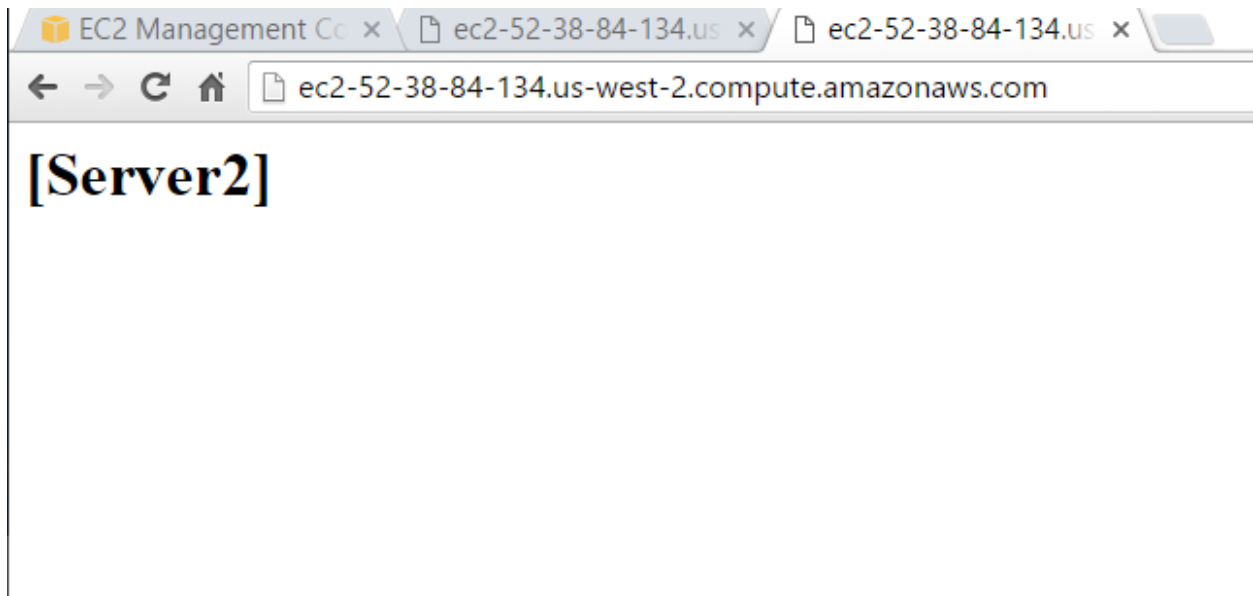 EC2 Management Co
ec2-52-38-84-134.us
ec2-52-38-84-134.us
ec2-52-38-84-134.us-west-2.compute.amazonaws.com
[Server2]